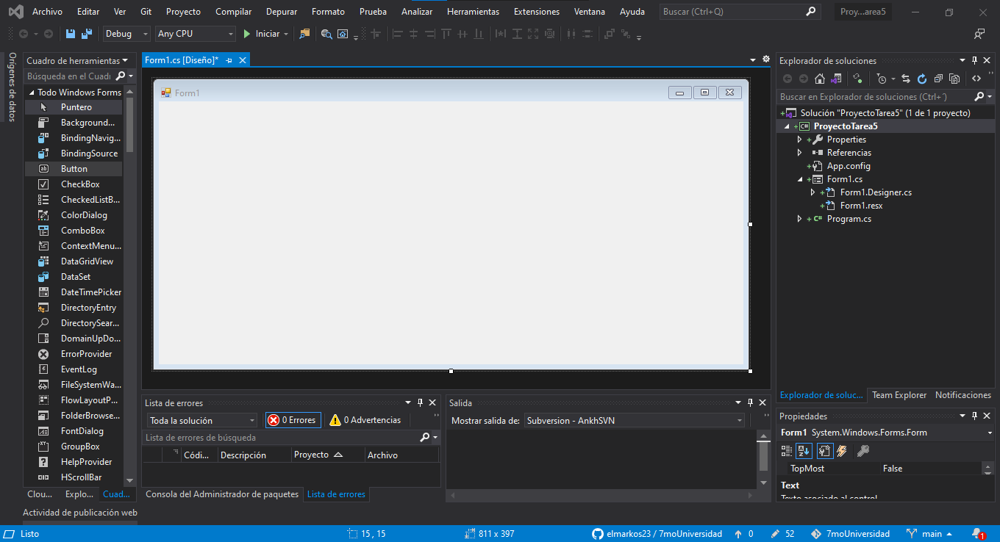 Archivo Editar Ver Git Proyecto Compilar Depurar Formato Prueba Analizar Herramientas Extensiones Ventana Ayuda Buscar (Ctrl+Q) Proy...area5
Debug Any CPU Iniciar
Orígenes de datos
Cuadro de herramientas
Búsqueda en el Cuad
Todo Windows Forms
Puntero
Background...
BindingNavig...
BindingSource
Button
CheckBox
CheckedListB...
ColorDialog
ComboBox
ContextMenu...
DataGridView
DataSet
DateTimePicker
DirectoryEntry
DirectorySear...
DomainUpDo...
ErrorProvider
EventLog
FileSystemWa...
FlowLayoutP...
FolderBrowse...
FontDialog
GroupBox
HelpProvider
HScrollBar
Clou... Explo... Cuad...
Form1.cs [Diseño]*
Form1
Lista de errores
Toda la solución 0 Errores 0 Advertencias
Lista de errores de búsqueda
Códi... Descripción Proyecto Archivo
Consola del Administrador de paquetes Lista de errores
Salida
Mostrar salida de: Subversion - AnkhSVN
Explorador de soluciones
Buscar en Explorador de soluciones (Ctrl+´)
Solución "ProyectoTarea5" (1 de 1 proyecto)
C# ProyectoTarea5
Properties
Referencias
App.config
Form1.cs
Form1.Designer.cs
Form1.resx
C# Program.cs
Explorador de soluc... Team Explorer Notificaciones
Propiedades
Form1 System.Windows.Forms.Form
TopMost False
Text
Texto asociado al control
Actividad de publicación web
Listo 15 , 15 811 x 397 elmarkos23 / 7moUniversidad 0 52 7moUniversidad main 1